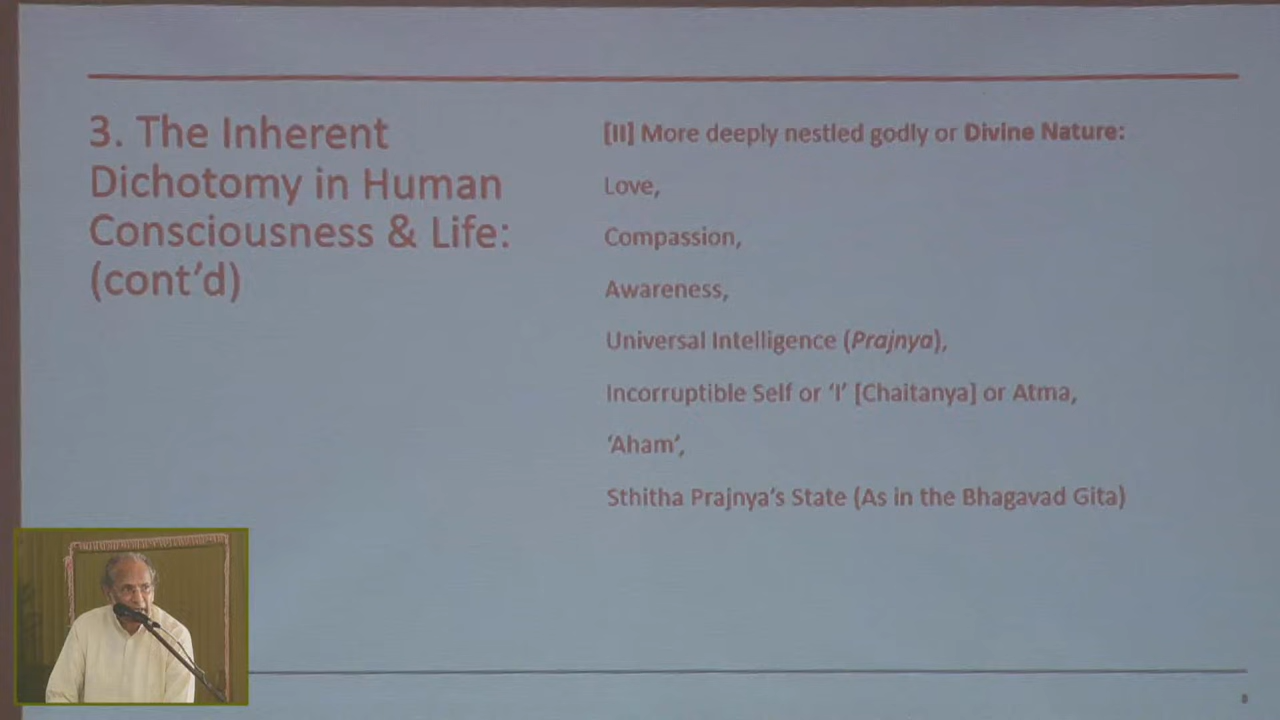 3. The Inherent
Dichotomy in Human
Consciousness & Life:
(cont’d)
[II] More deeply nestled godly or Divine Nature:
Love,
Compassion,
Awareness,
Universal Intelligence (Prajnya),
Incorruptible Self or ‘I’ [Chaitanya] or Atma,
‘Aham’,
Sthitha Prajnya’s State (As in the Bhagavad Gita)